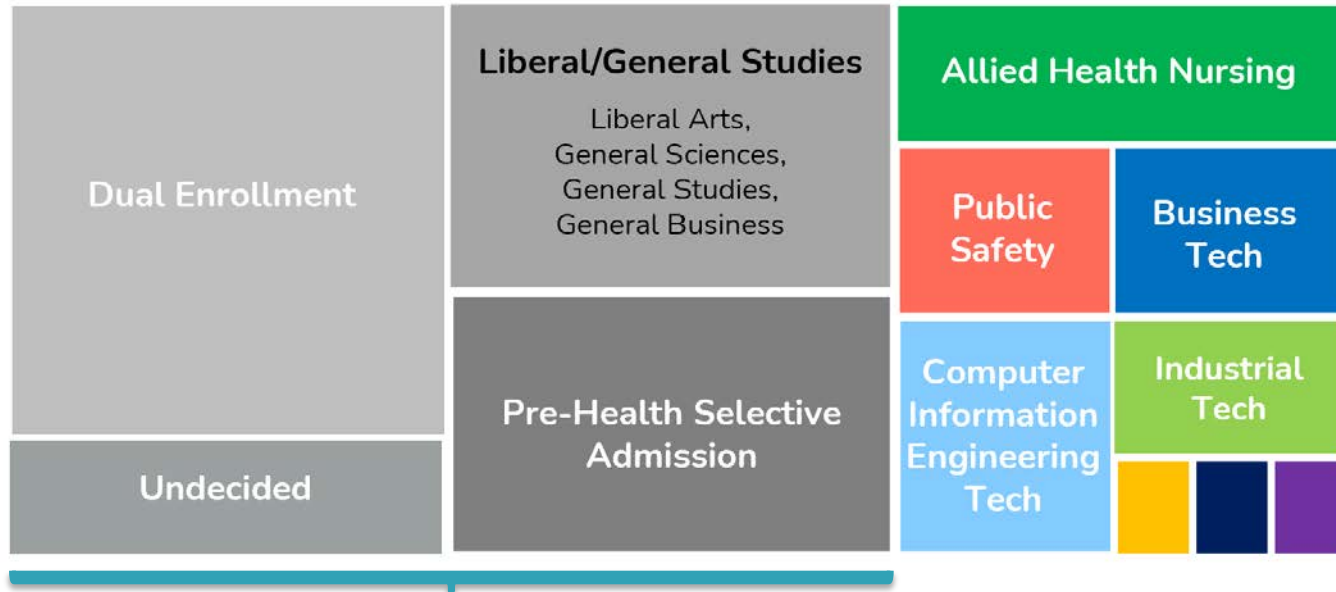 Dual Enrollment
Undecided
Liberal/General Studies
Liberal Arts,
General Sciences,
General Studies,
General Business
Pre-Health Selective
Admission
Allied Health Nursing
Public
Safety
Business
Tech
Computer
Information
Engineering
Tech
Industrial
Tech